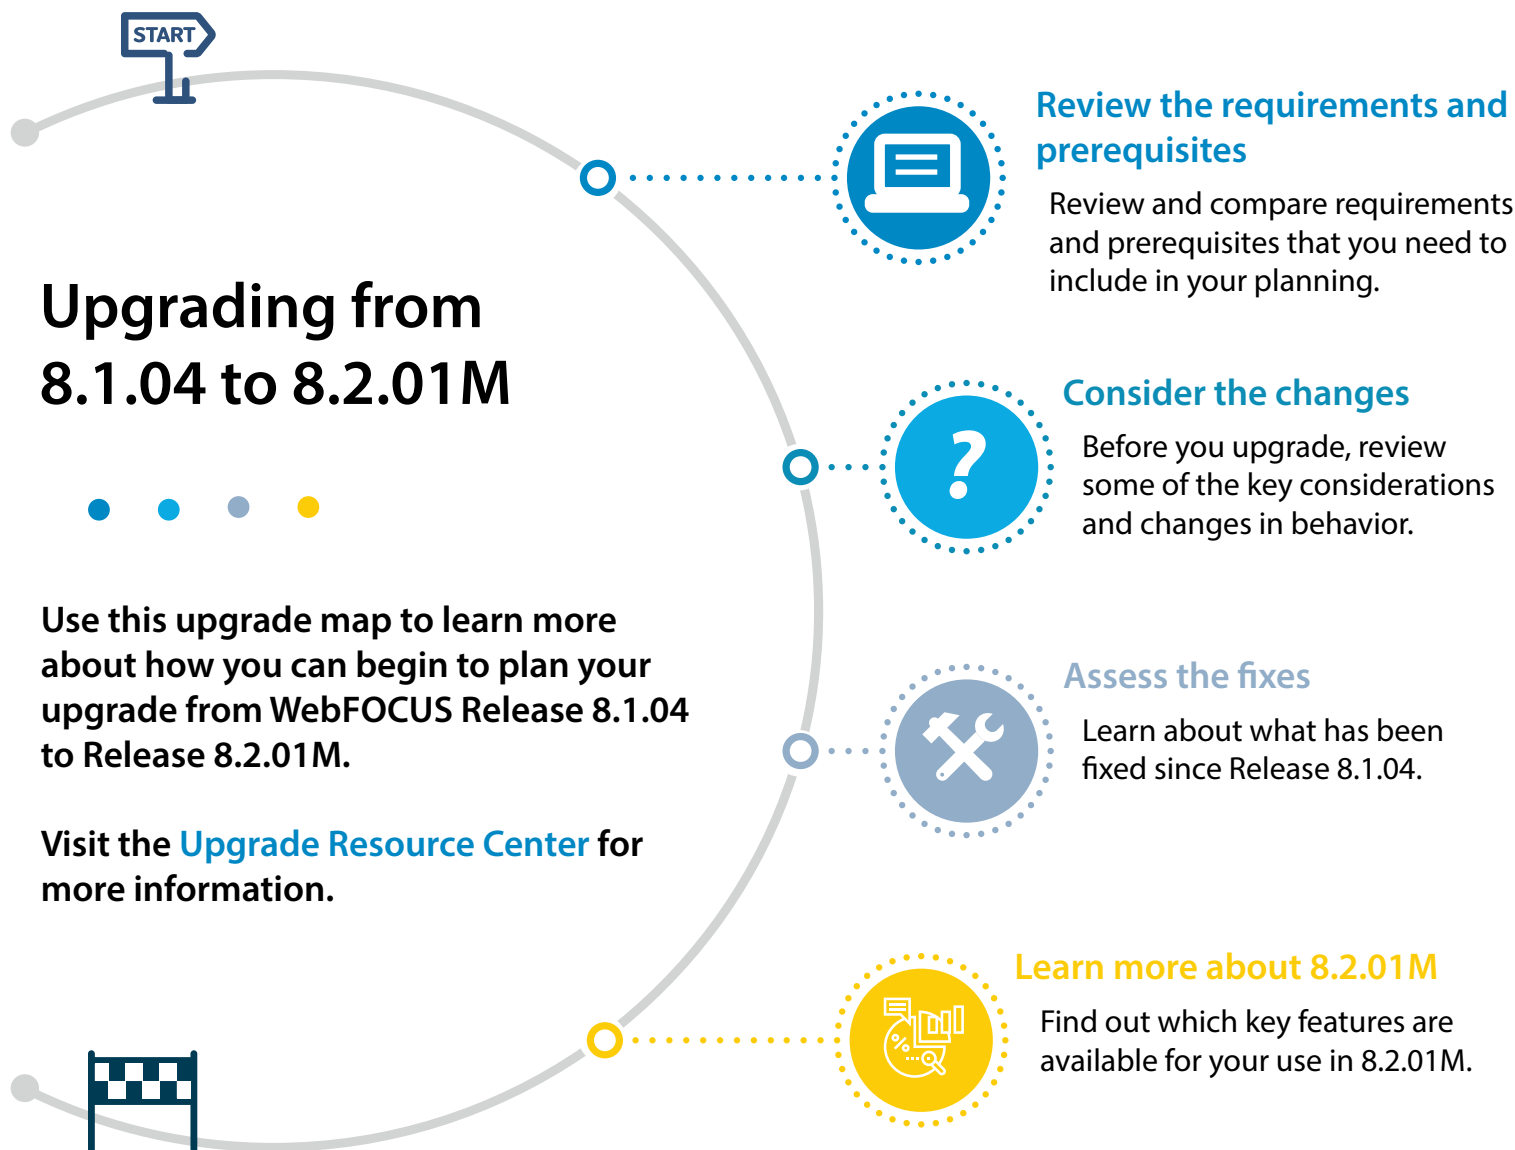 START
Upgrading from
8.1.04 to 8.2.01M
Use this upgrade map to learn more
about how you can begin to plan your
upgrade from WebFOCUS Release 8.1.04
to Release 8.2.01M.
Visit the Upgrade Resource Center for
more information.
Review the requirements and
prerequisites
Review and compare requirements
and prerequisites that you need to
include in your planning.
?
Consider the changes
Before you upgrade, review
some of the key considerations
and changes in behavior.
Assess the fixes
Learn about what has been
fixed since Release 8.1.04.
%
Learn more about 8.2.01M
Find out which key features are
available for your use in 8.2.01M.